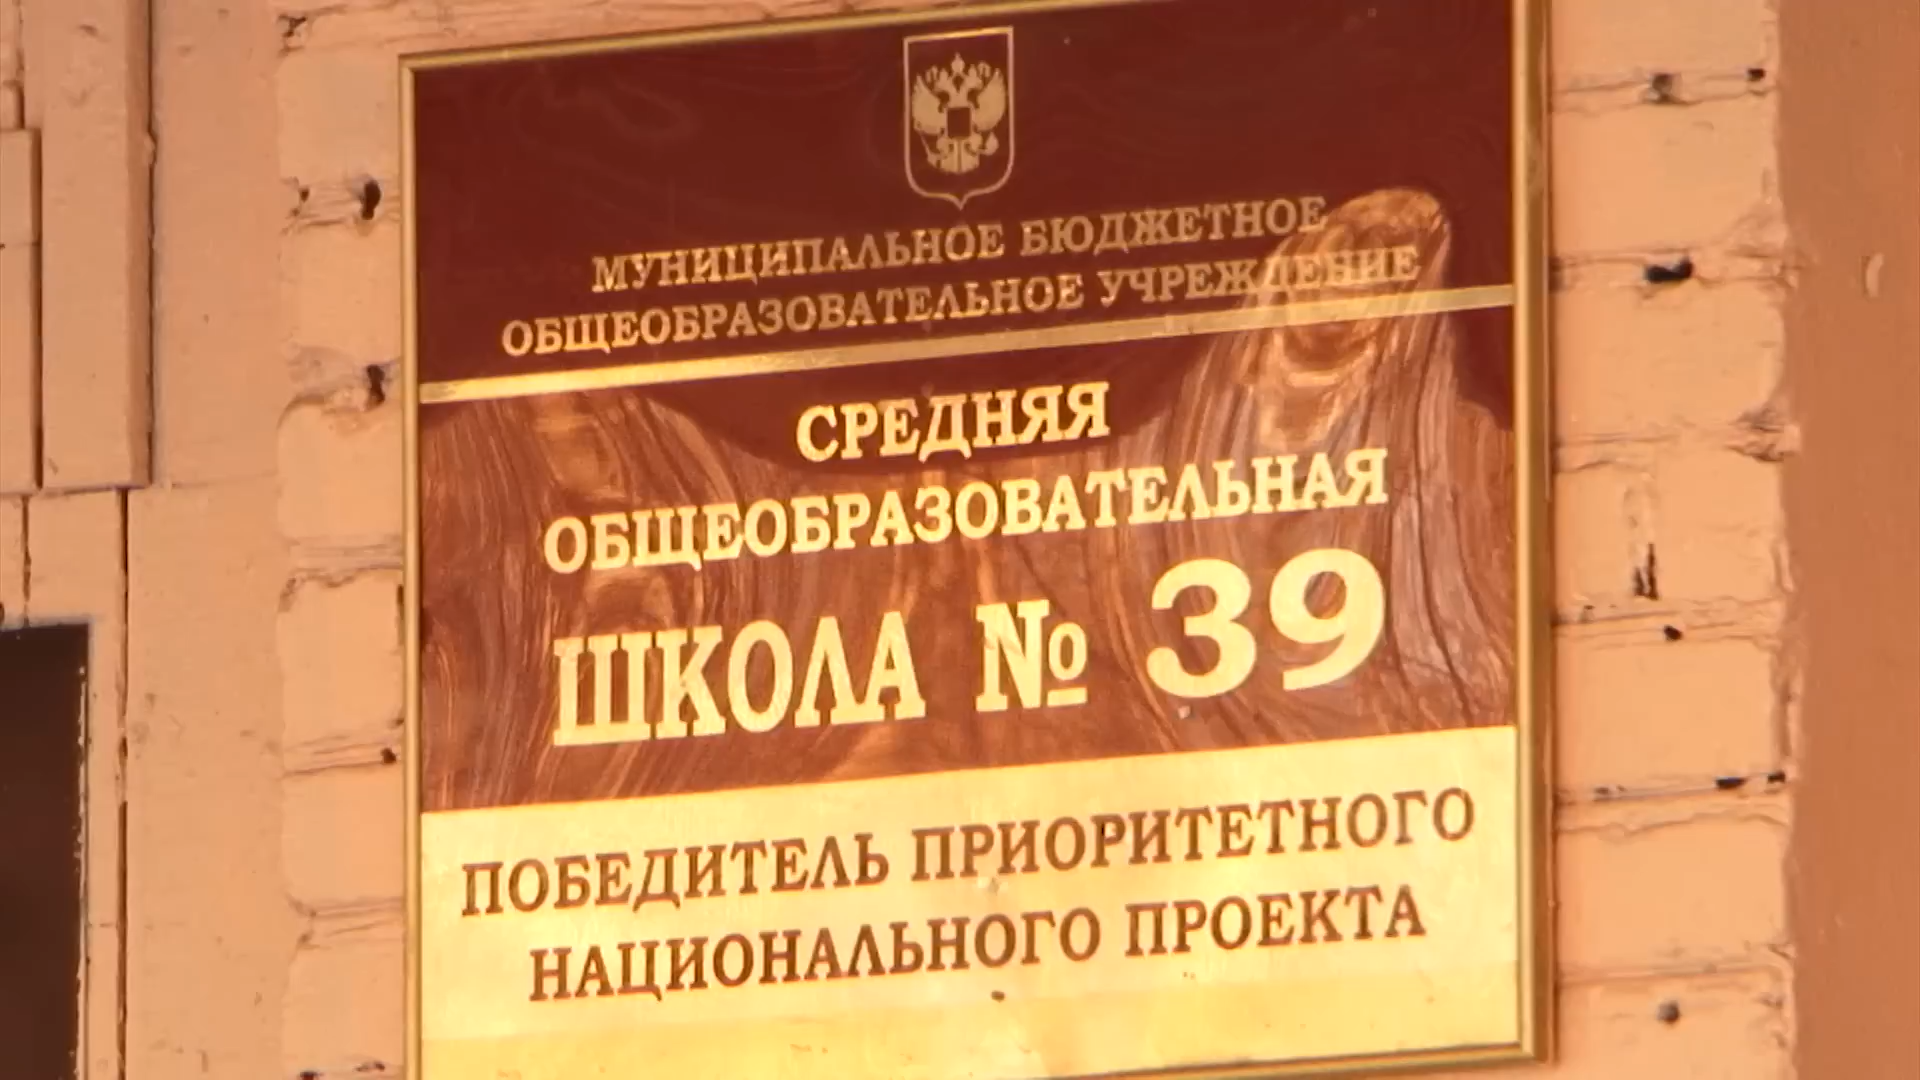 МУНИЦИПАЛЬНОЕ БЮДЖЕТНОЕ
ОБЩЕОБРАЗОВАТЕЛЬНОЕ УЧРЕЖДЕНИЕ
СРЕДНЯЯ
ОБЩЕОБРАЗОВАТЕЛЬНАЯ
ШКОЛА № 39
ПОБЕДИТЕЛЬ ПРИОРИТЕТНОГО
НАЦИОНАЛЬНОГО ПРОЕКТА